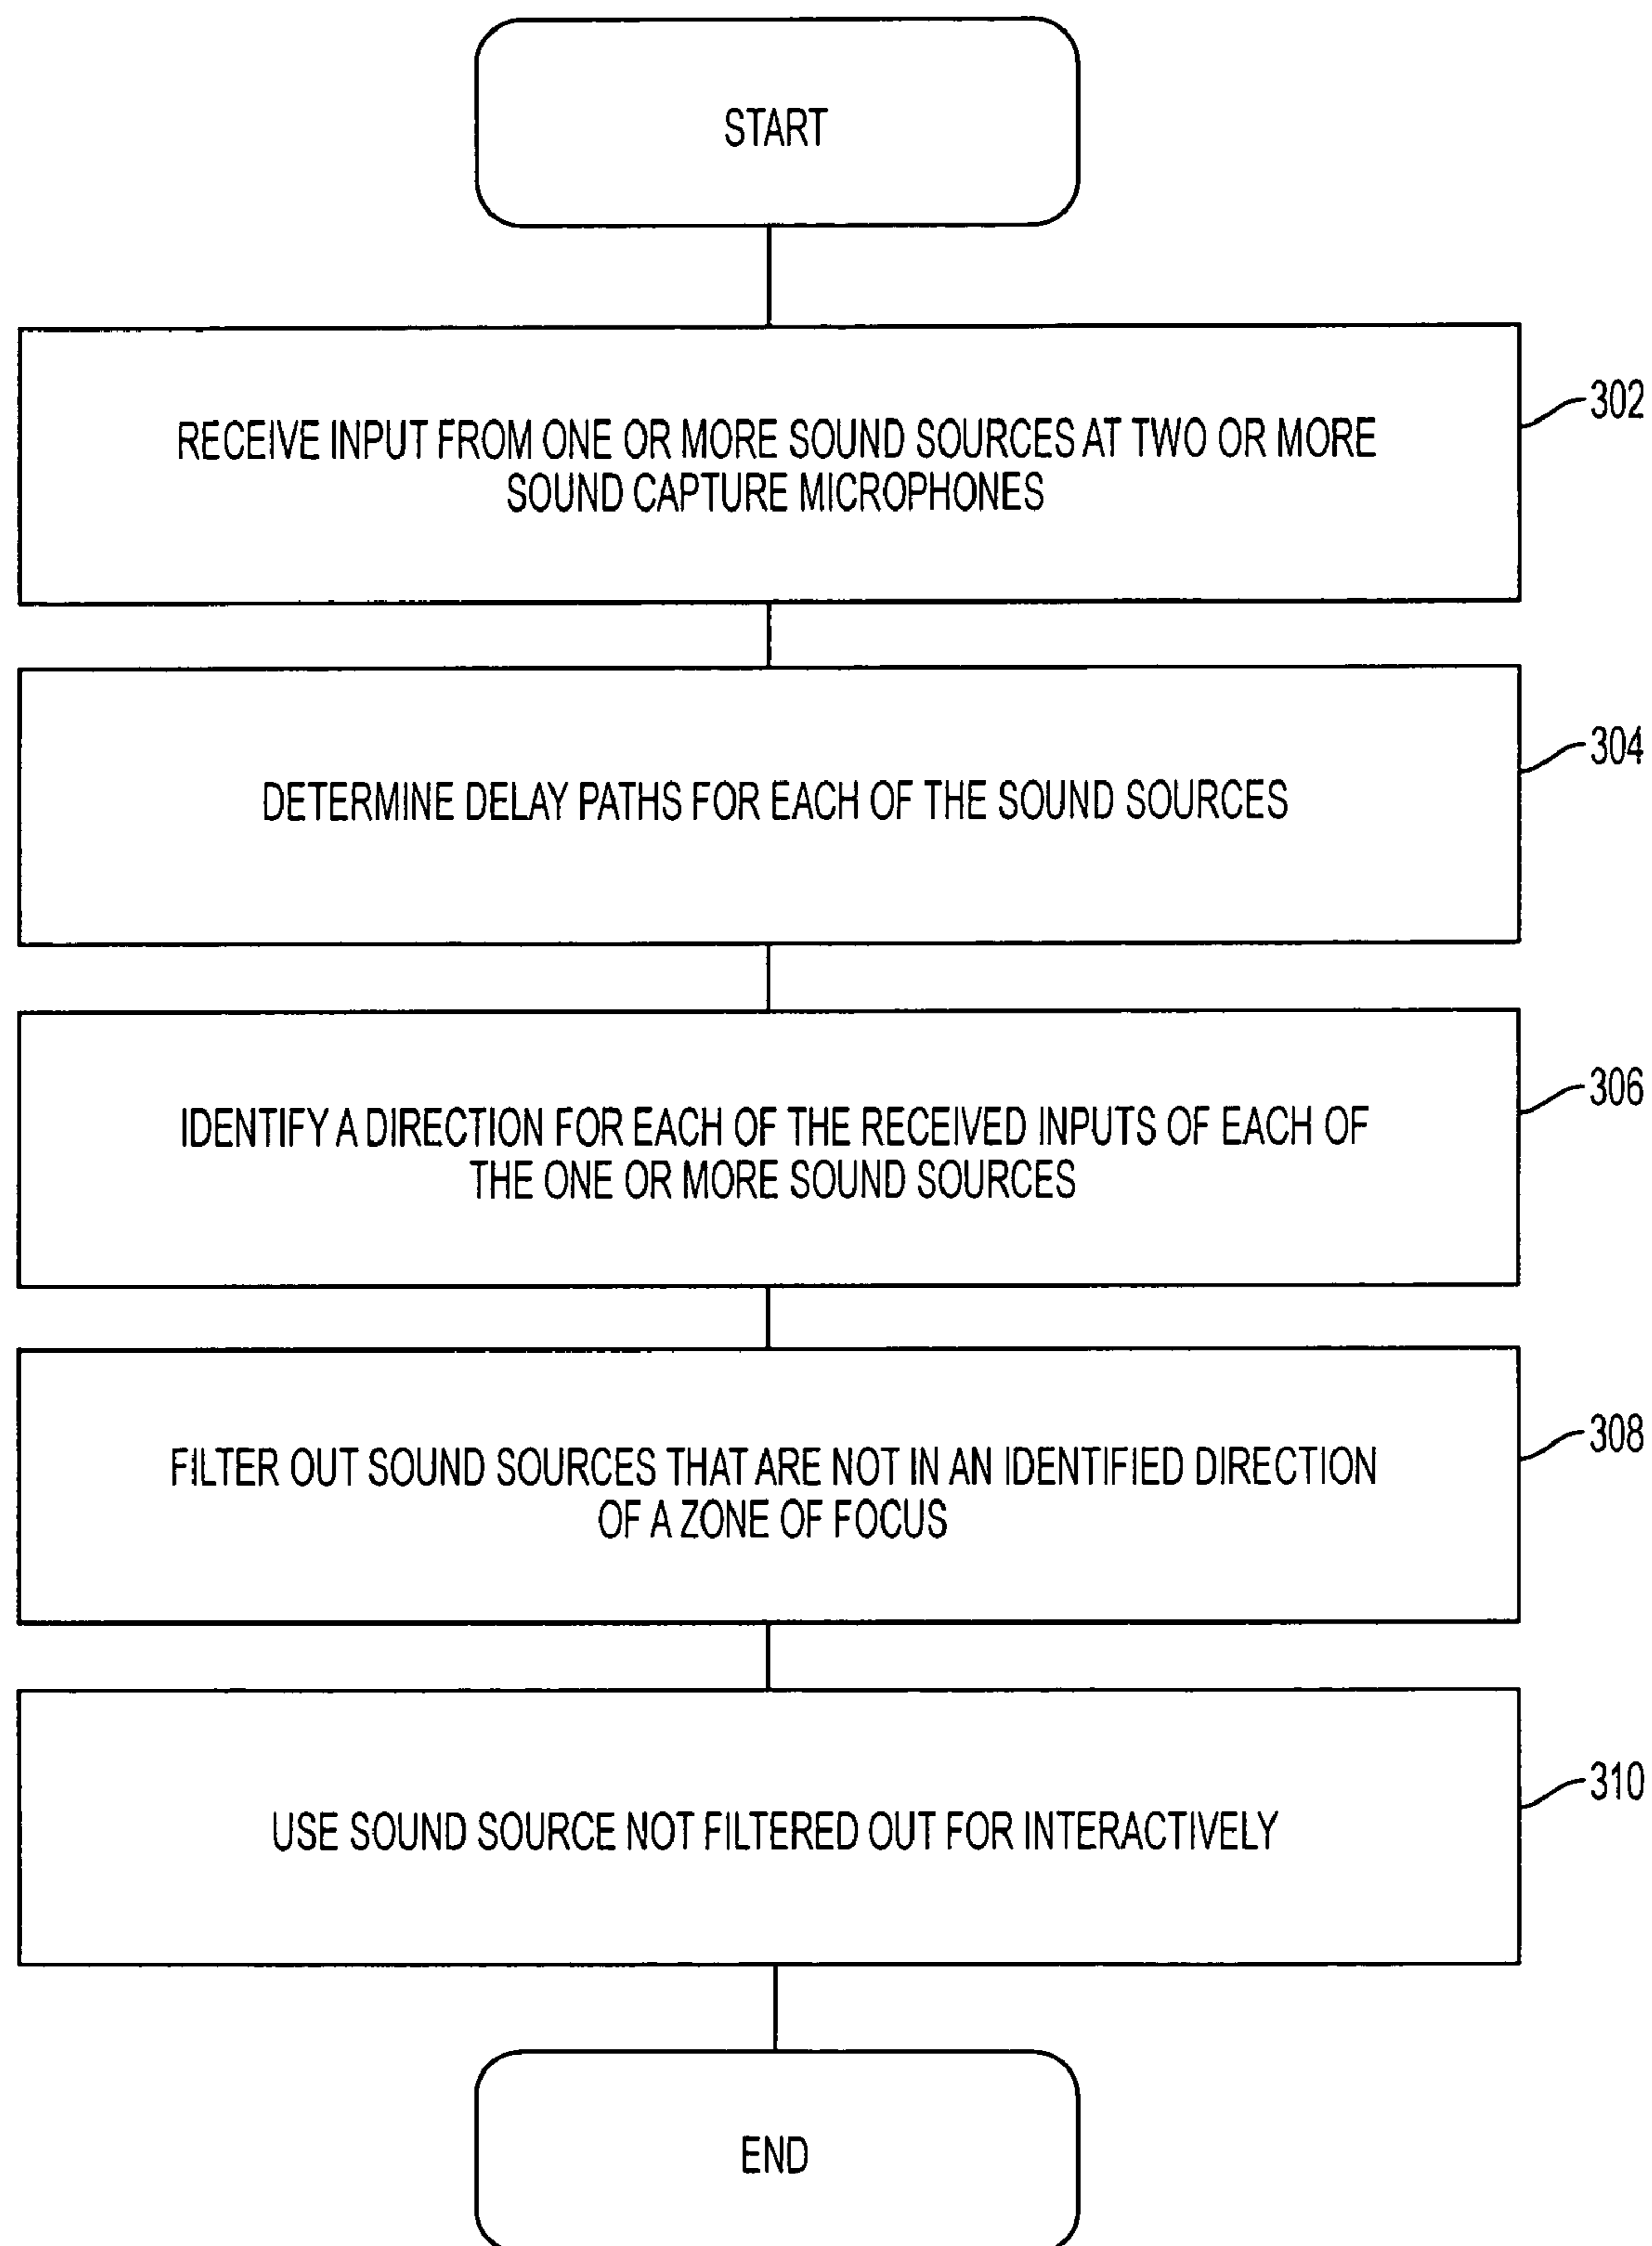 START
RECEIVE INPUT FROM ONE OR MORE SOUND SOURCES AT TWO OR MORE
SOUND CAPTURE MICROPHONES
302
DETERMINE DELAY PATHS FOR EACH OF THE SOUND SOURCES
304
IDENTIFY A DIRECTION FOR EACH OF THE RECEIVED INPUTS OF EACH OF
THE ONE OR MORE SOUND SOURCES
306
FILTER OUT SOUND SOURCES THAT ARE NOT IN AN IDENTIFIED DIRECTION
OF A ZONE OF FOCUS
308
USE SOUND SOURCE NOT FILTERED OUT FOR INTERACTIVELY
310
END